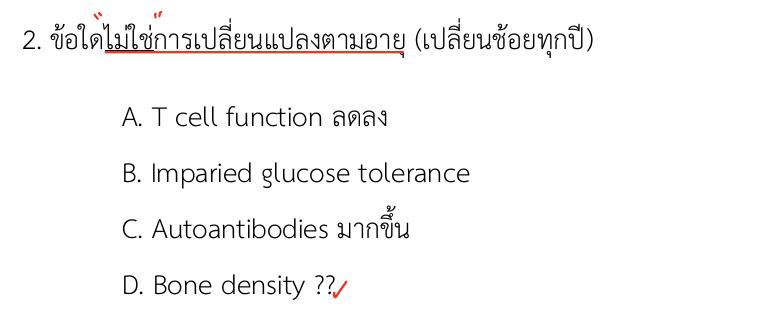 2. ข้อใด"ไม่ใช่"การเปลี่ยนแปลงตามอายุ (เปลี่ยนช้อยทุกปี)
A. T cell function ลดลง
B. Imparied glucose tolerance
C. Autoantibodies มากขึ้น
D. Bone density ??✓